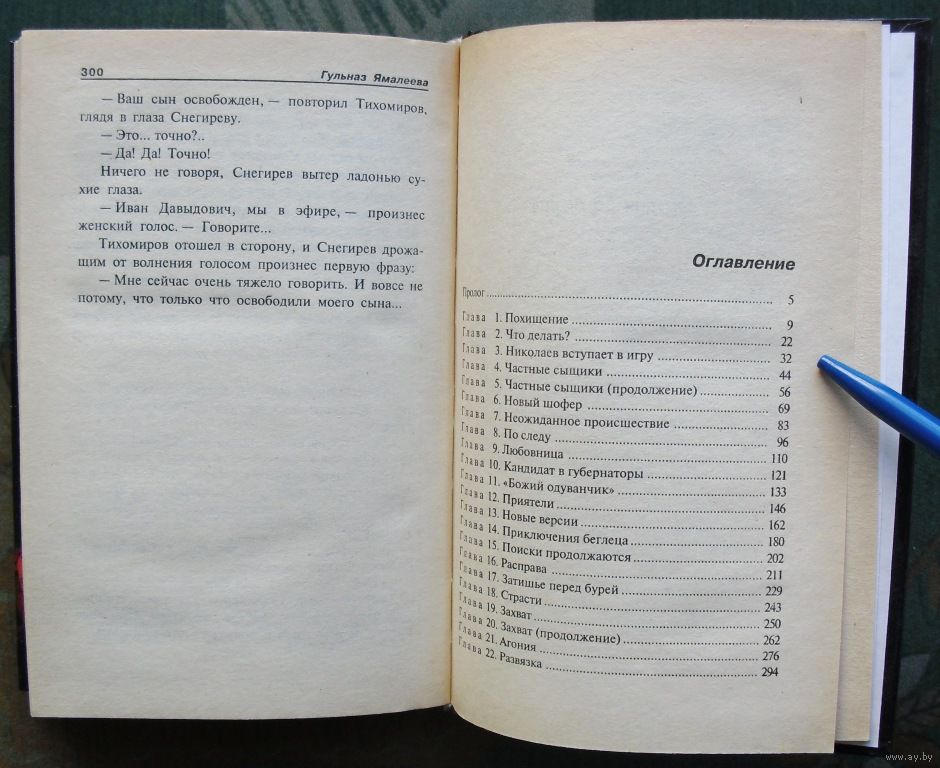 300
Гульназ Ямалеева
— Ваш сын освобожден, — повторил Тихомиров,
глядя в глаза Снегиреву.
— Это... точно?..
— Да! Да! Точно!
Ничего не говоря, Снегирев вытер ладонью су-
хие глаза.
— Иван Давыдович, мы в эфире, — произнес
женский голос. — Говорите...
Тихомиров отошел в сторону, и Снегирев дрожа-
щим от волнения голосом произнес первую фразу:
— Мне сейчас очень тяжело говорить. И вовсе не
потому, что только что освободили моего сына...
Оглавление
Пролог ........ 5
Глава 1. Похищение ........ 9
Глава 2. Что делать? ........ 22
Глава 3. Николаев вступает в игру ........ 32
Глава 4. Частные сыщики ........ 44
Глава 5. Частные сыщики (продолжение) ........ 56
Глава 6. Новый шофер ........ 69
Глава 7. Неожиданное происшествие ........ 83
Глава 8. По следу ........ 96
Глава 9. Любовница ........ 110
Глава 10. Кандидат в губернаторы ........ 121
Глава 11. «Божий одуванчик» ........ 133
Глава 12. Приятели ........ 146
Глава 13. Новые версии ........ 162
Глава 14. Приключения беглеца ........ 180
Глава 15. Поиски продолжаются ........ 202
Глава 16. Расправа ........ 211
Глава 17. Затишье перед бурей ........ 229
Глава 18. Страсти ........ 243
Глава 19. Захват ........ 250
Глава 20. Захват (продолжение) ........ 262
Глава 21. Агония ........ 276
Глава 22. Развязка ........ 294
www.ay.by